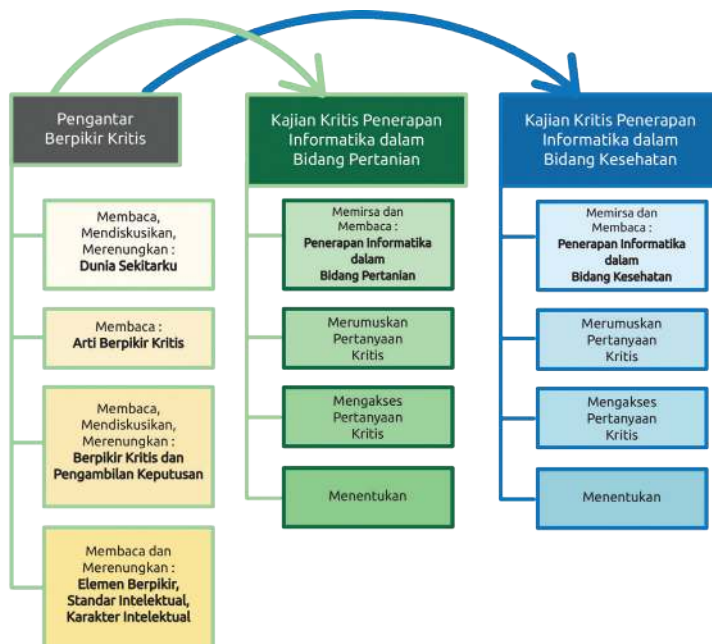 Pengantar
Berpikir Kritis
Membaca,
Mendiskusikan,
Merenungkan :
Dunia Sekitarku
Membaca :
Arti Berpikir Kritis
Membaca,
Mendiskusikan,
Merenungkan :
Berpikir Kritis dan
Pengambilan Keputusan
Membaca dan
Merenungkan :
Elemen Berpikir,
Standar Intelektual,
Karakter Intelektual
Kajian Kritis Penerapan
Informatika dalam
Bidang Pertanian
Memirsa dan
Membaca :
Penerapan Informatika
dalam
Bidang Pertanian
Merumuskan
Pertanyaan
Kritis
Mengakses
Pertanyaan
Kritis
Menentukan
Kajian Kritis Penerapan
Informatika dalam
Bidang Kesehatan
Memirsa dan
Membaca :
Penerapan Informatika
dalam
Bidang Kesehatan
Merumuskan
Pertanyaan
Kritis
Mengakses
Pertanyaan
Kritis
Menentukan